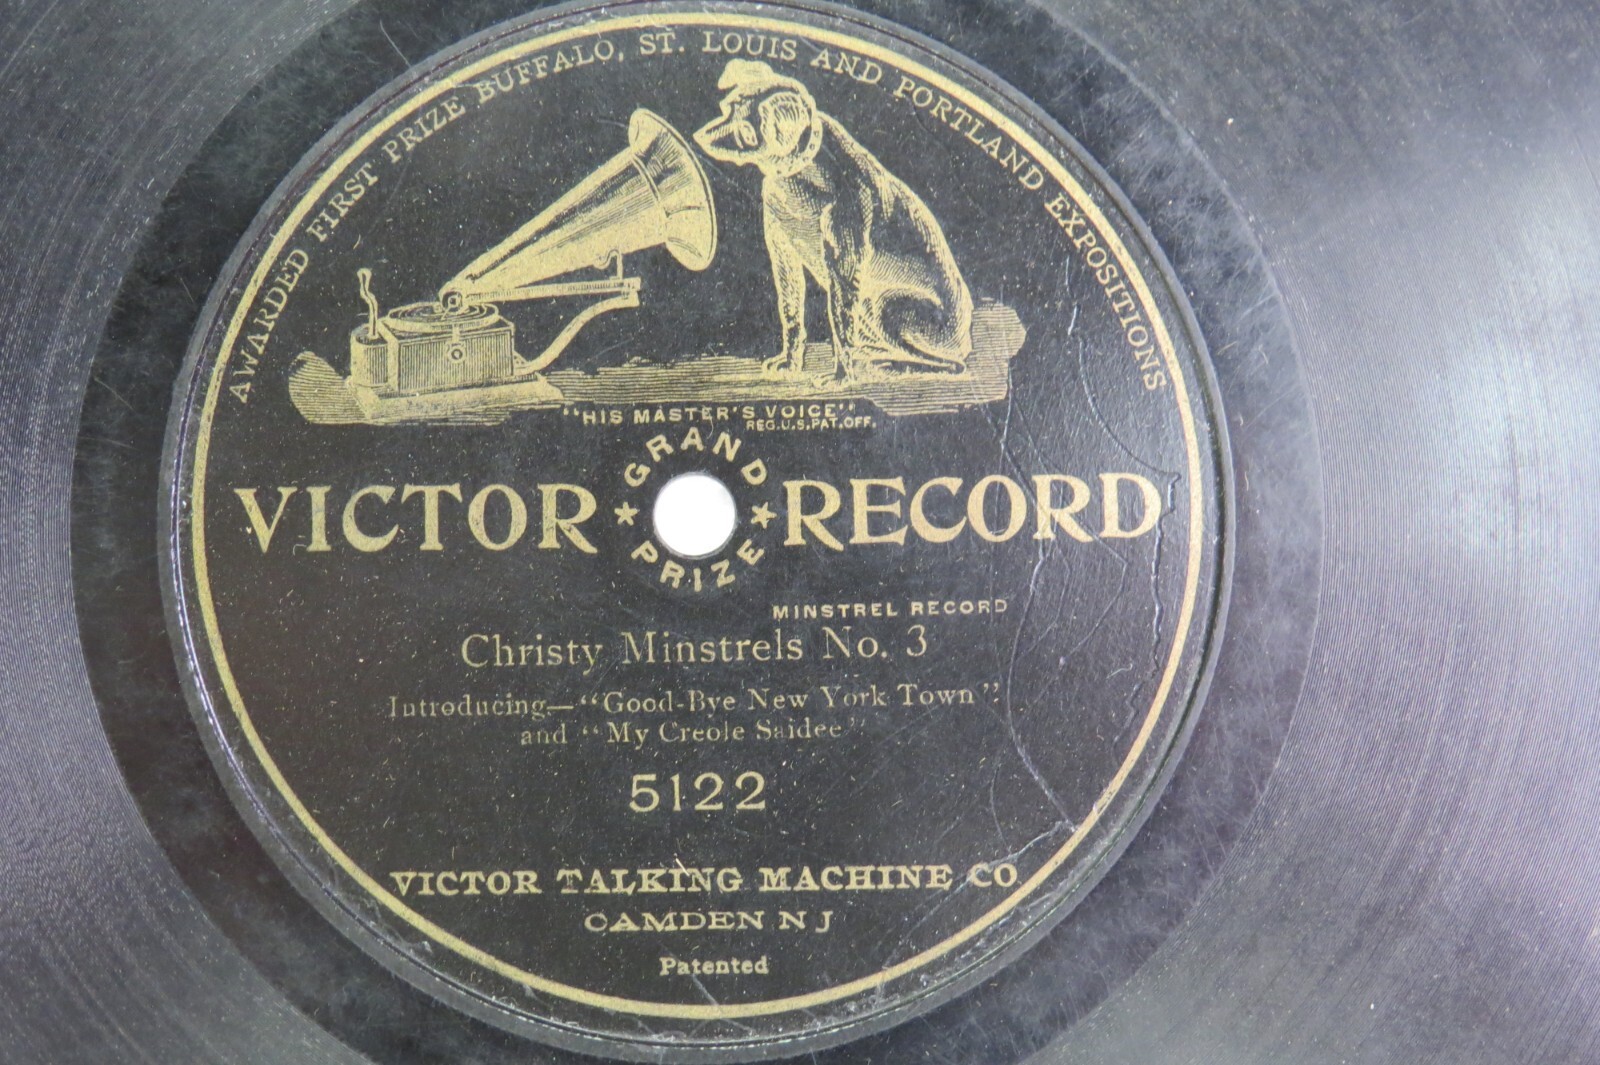 AWARDED FIRST PRIZE BUFFALO, ST. LOUIS AND PORTLAND EXPOSITIONS
"HIS MASTER'S VOICE"
REG.U.S.PAT.OFF.
GRAND
VICTOR ★ ★ RECORD
PRIZE
MINSTREL RECORD
Christy Minstrels No. 3
Introducing—"Good-Bye New York Town"
and "My Creole Saidee"
5122
VICTOR TALKING MACHINE CO
CAMDEN N J
Patented